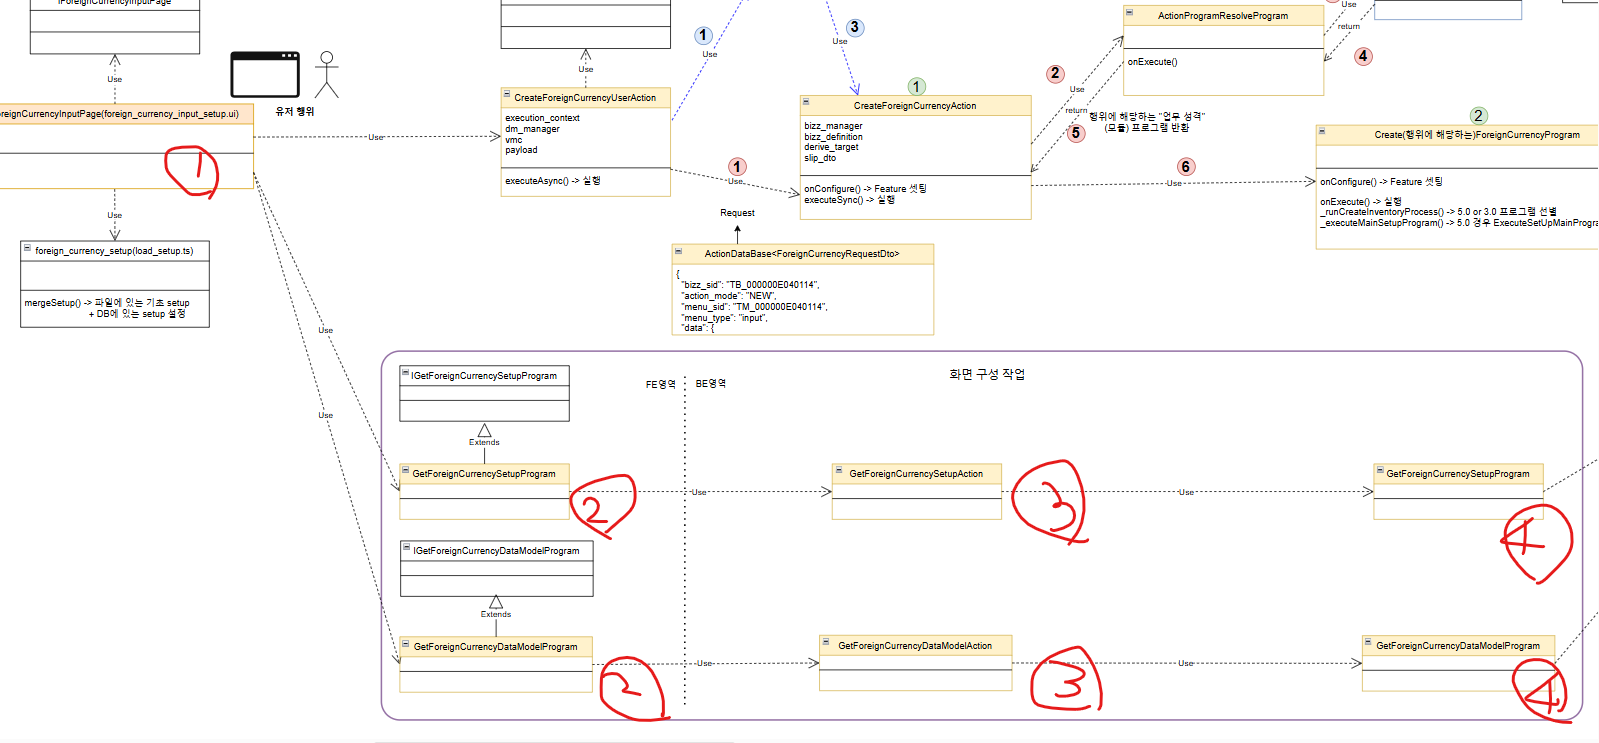 IForeignCurrencyInputPage
Use
유저 행위
oreignCurrencyInputPage(foreign_currency_input_setup.ui)
1
Use
Use
foreign_currency_setup(load_setup.ts)
mergeSetup() -> 파일에 있는 기초 setup
+ DB에 있는 setup 설정
Use
Use
Use
CreateForeignCurrencyUserAction
execution_context
dm_manager
vmc
payload
executeAsync() -> 실행
1
Use
3
Use
1
Use
Request
ActionDataBase<ForeignCurrencyRequestDto>
{
"bizz_sid": "TB_000000E040114",
"action_mode": "NEW",
"menu_sid": "TM_000000E040114",
"menu_type": "input",
"data": {
1
CreateForeignCurrencyAction
bizz_manager
bizz_definition
derive_target
slip_dto
onConfigure() -> Feature 셋팅
executeSync() -> 실행
2
Use
return
5
행위에 해당하는 "업무 성격"
(모듈) 프로그램 반환
ActionProgramResolveProgram
onExecute()
Use
return
4
6
Use
2
Create(행위에 해당하는)ForeignCurrencyProgram
onConfigure() -> Feature 셋팅
onExecute() -> 실행
_runCreateInventoryProcess() -> 5.0 or 3.0 프로그램 선별
_executeMainSetupProgram() -> 5.0 경우 ExecuteSetUpMainProgra
화면 구성 작업
FE영역
BE영역
IGetForeignCurrencySetupProgram
Extends
GetForeignCurrencySetupProgram
2
Use
GetForeignCurrencySetupAction
3
Use
GetForeignCurrencySetupProgram
4
IGetForeignCurrencyDataModelProgram
Extends
GetForeignCurrencyDataModelProgram
2
Use
GetForeignCurrencyDataModelAction
3
Use
GetForeignCurrencyDataModelProgram
4